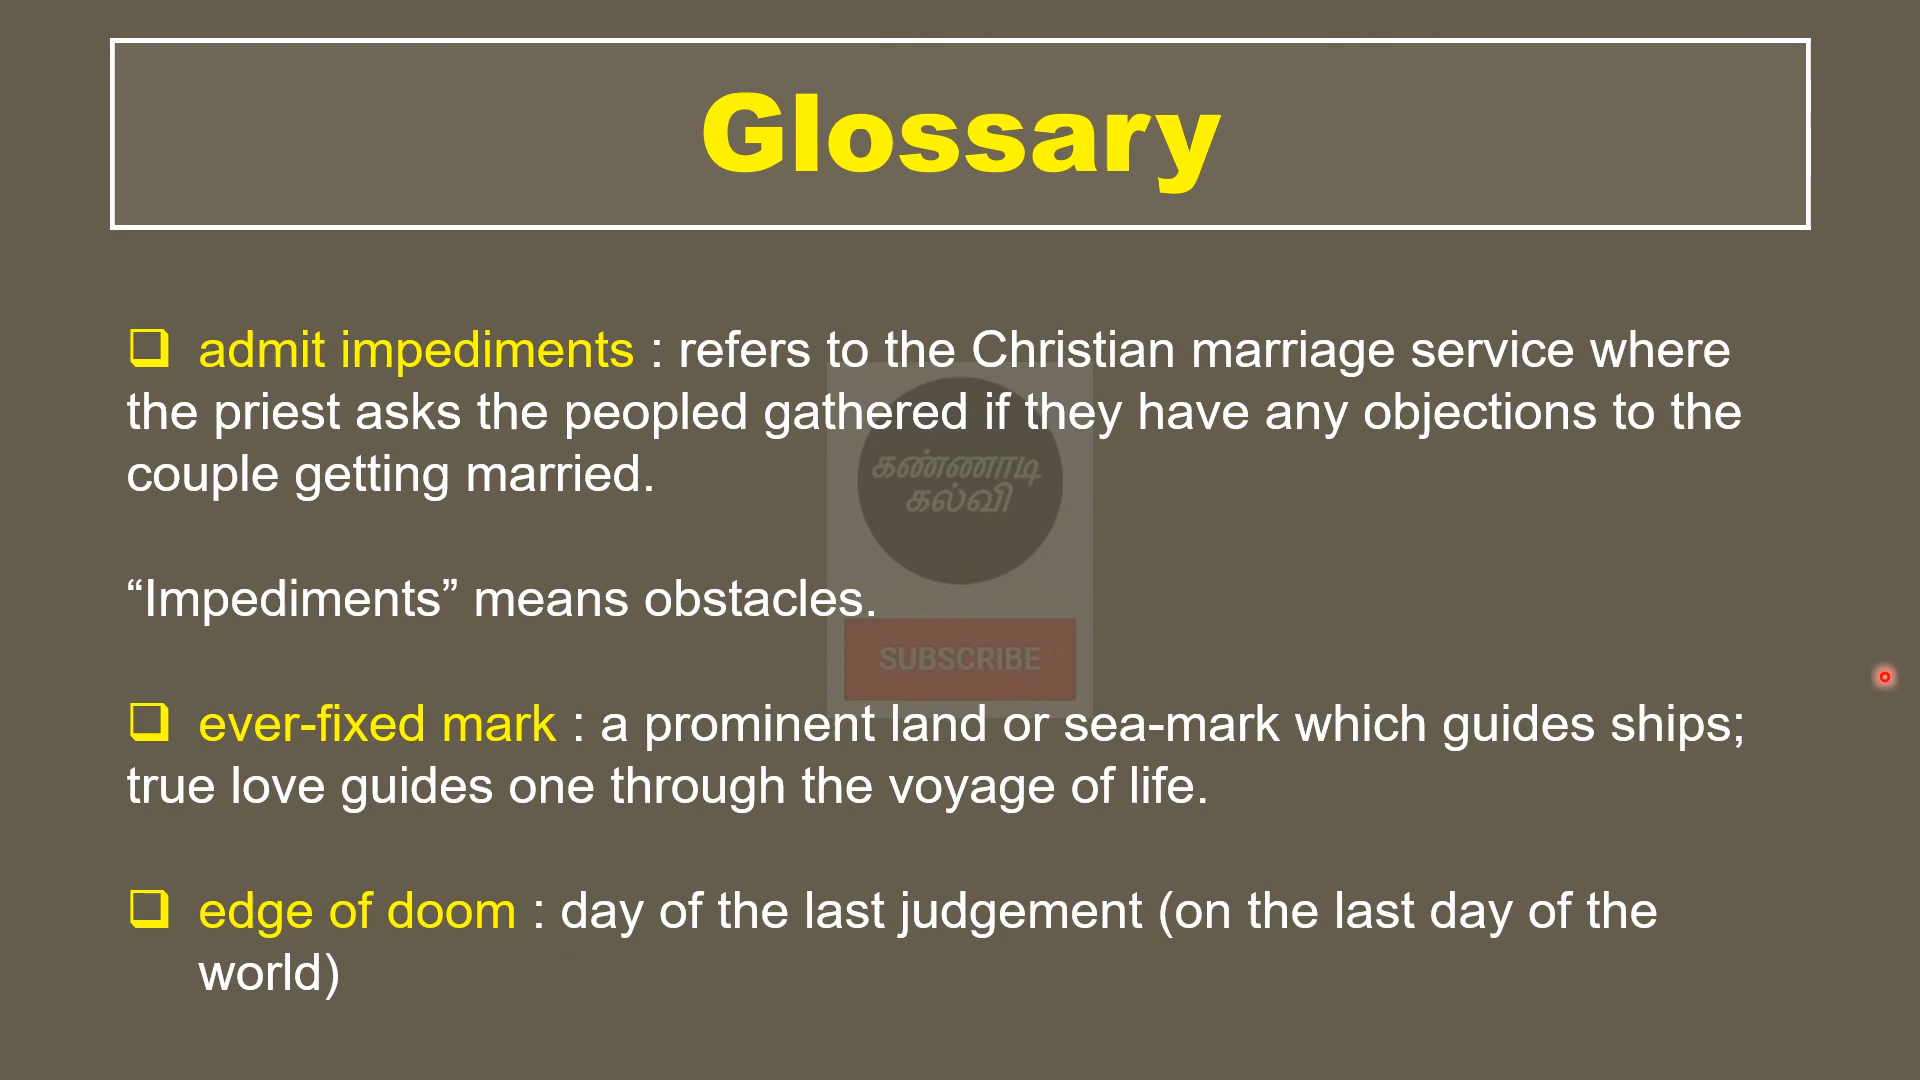 Glossary
admit impediments : refers to the Christian marriage service where
the priest asks the peopled gathered if they have any objections to the
couple getting married.
“Impediments” means obstacles.
ever-fixed mark : a prominent land or sea-mark which guides ships;
true love guides one through the voyage of life.
edge of doom : day of the last judgement (on the last day of the
world)
கண்ணாடி
கல்வி
SUBSCRIBE